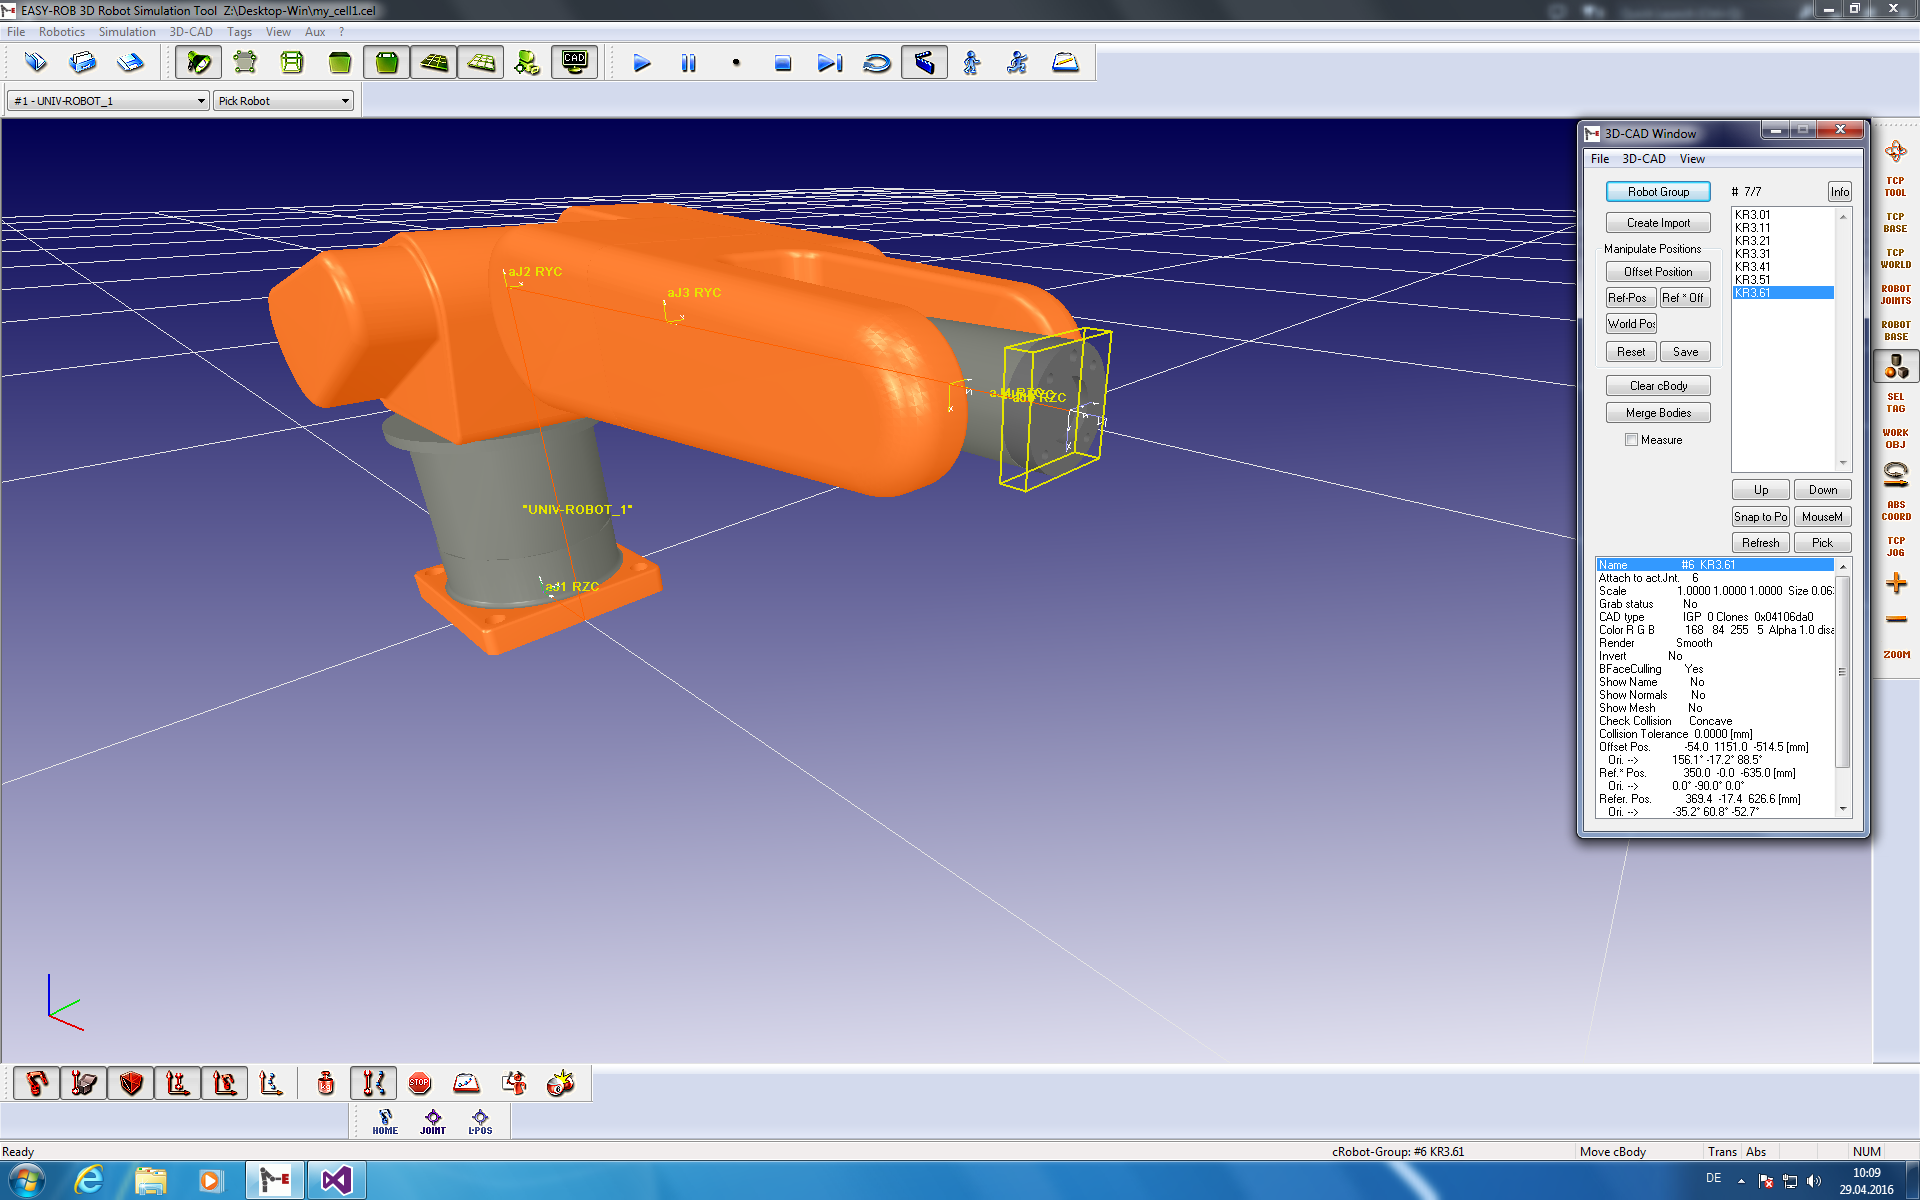 EASY-ROB 3D Robot Simulation Tool  Z:\Desktop-Win\my_cell1.cel
File Robotics Simulation 3D-CAD Tags View Aux ?
CAD
#1 - UNIV-ROBOT_1 Pick Robot
aJ2 RYC
aJ3 RYC
RZC
"UNIV-ROBOT_1"
aJ1 RZC
3D-CAD Window
File 3D-CAD View
Robot Group # 7/7 Info
Create Import
Manipulate Positions
Offset Position
Ref-Pos Ref * Off
World Pos
Reset Save
Clear cBody
Merge Bodies
Measure
KR3.01
KR3.11
KR3.21
KR3.31
KR3.41
KR3.51
KR3.61
Up Down
Snap to Po MouseM
Refresh Pick
Name #6 KR3.61
Attach to act.Jnt. 6
Scale 1.0000 1.0000 1.0000 Size 0.06
Grab status No
CAD type IGP 0 Clones 0x04106da0
Color R G B 168 84 255 5 Alpha 1.0 disa
Render Smooth
Invert No
BFaceCulling Yes
Show Name No
Show Normals No
Show Mesh No
Check Collision Concave
Collision Tolerance 0.0000 [mm]
Offset Pos. -54.0 1151.0 -514.5 [mm]
Ori. --> 156.1° -17.2° 88.5°
Ref.* Pos. 350.0 -0.0 -635.0 [mm]
Ori. --> 0.0° -90.0° 0.0°
Refer. Pos. 369.4 -17.4 626.6 [mm]
Ori. --> -35.2° 60.8° -52.7°
TCP TOOL
TCP BASE
TCP WORLD
ROBOT JOINTS
ROBOT BASE
SEL TAG
WORK OBJ
ABS COORD
TCP JOG
ZOOM
STOP
HOME JOINT L-POS
Ready cRobot-Group: #6 KR3.61 Move cBody Trans Abs NUM
DE 10:09
29.04.2016